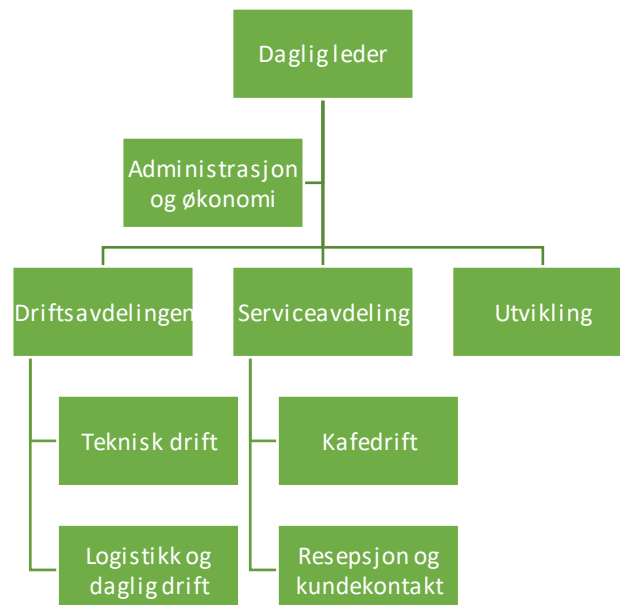 Daglig leder
Administrasjon
og økonomi
Driftsavdelingen
Serviceavdeling
Utvikling
Teknisk drift
Kafedrift
Logistikk og
daglig drift
Resepsjon og
kundekontakt